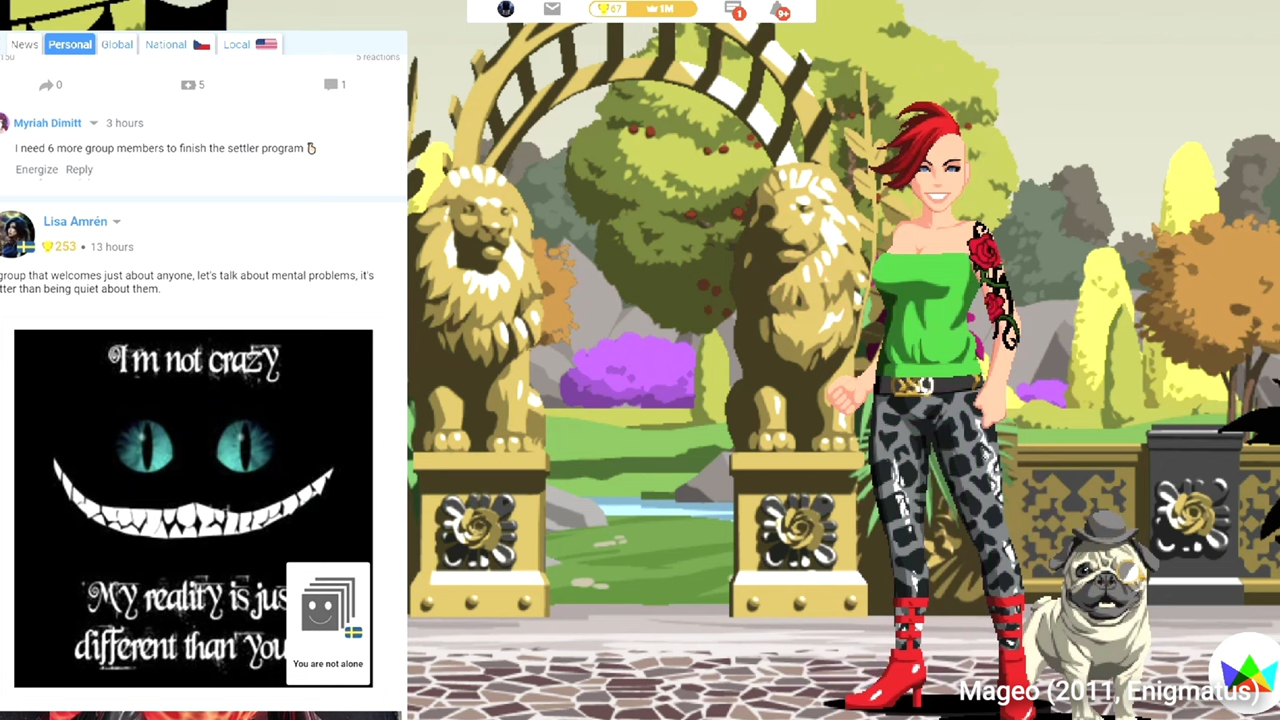 67
1M
1
9+
News
Personal
Global
National
Local
150
5 reactions
0
5
1
Myriah Dimitt
3 hours
I need 6 more group members to finish the settler program
Energize Reply
Lisa Amrén
253 • 13 hours
group that welcomes just about anyone, let's talk about mental problems, it's
tter than being quiet about them.
I'm not crazy
My reality is jus
different than you
You are not alone
Mageo (2011, Enigmatus)